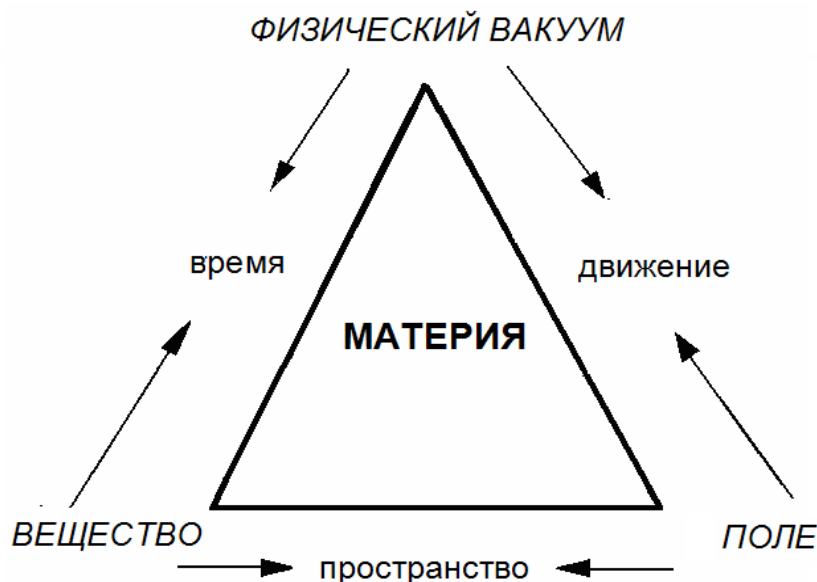 ФИЗИЧЕСКИЙ ВАКУУМ
время
движение
МАТЕРИЯ
ВЕЩЕСТВО
ПОЛЕ
пространство